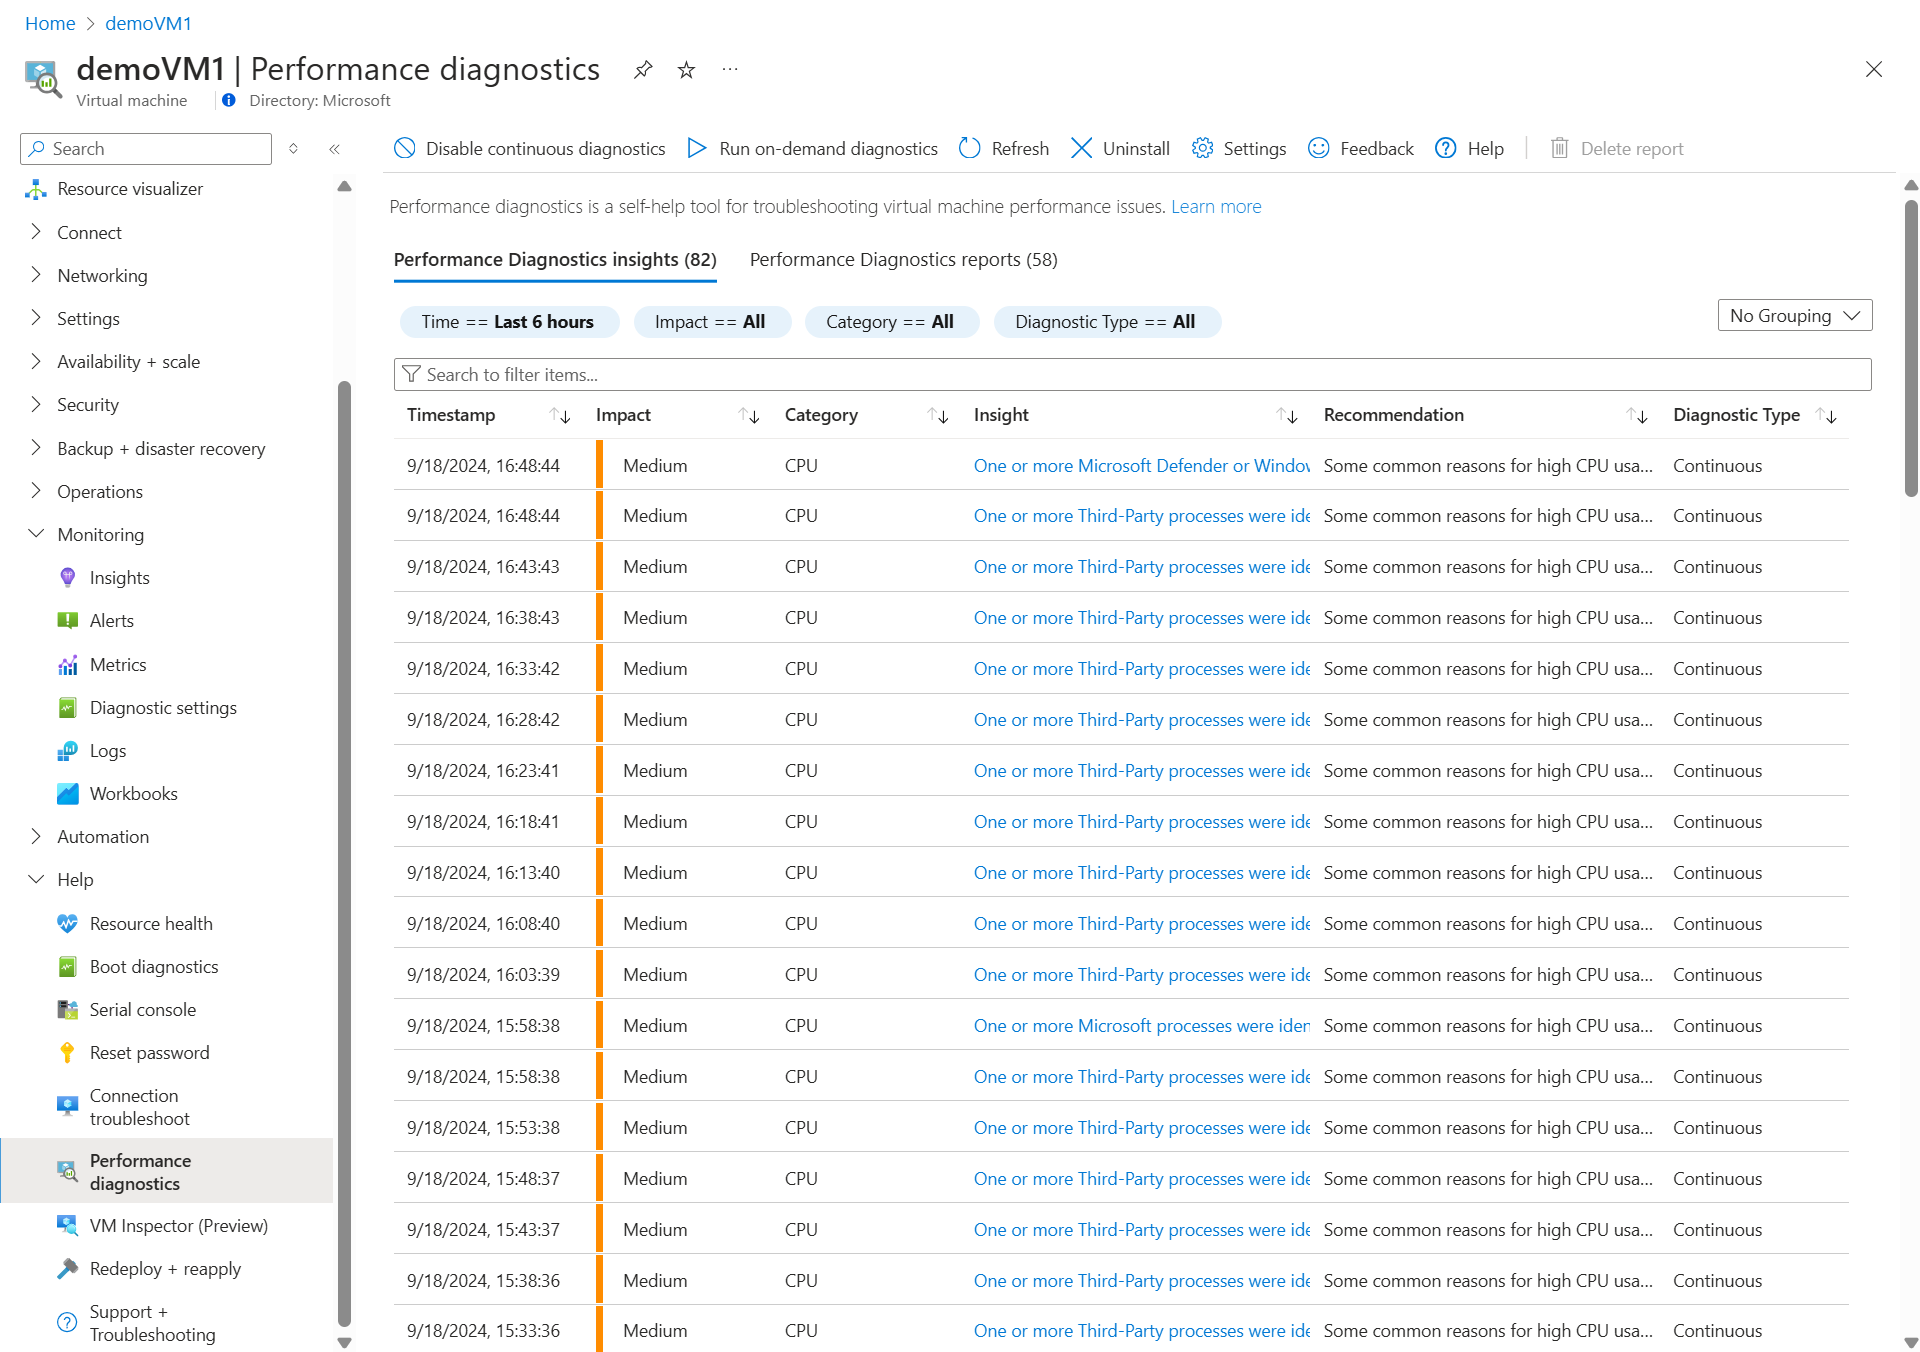 Home > demoVM1
demoVM1 | Performance diagnostics
Virtual machine
Directory: Microsoft
Search
Resource visualizer
Connect
Networking
Settings
Availability + scale
Security
Backup + disaster recovery
Operations
Monitoring
Insights
Alerts
Metrics
Diagnostic settings
Logs
Workbooks
Automation
Help
Resource health
Boot diagnostics
Serial console
Reset password
Connection
troubleshoot
Performance
diagnostics
VM Inspector (Preview)
Redeploy + reapply
Support +
Troubleshooting
Disable continuous diagnostics Run on-demand diagnostics Refresh Uninstall Settings Feedback Help Delete report
Performance diagnostics is a self-help tool for troubleshooting virtual machine performance issues. Learn more
Performance Diagnostics insights (82) Performance Diagnostics reports (58)
Time == Last 6 hours Impact == All Category == All Diagnostic Type == All No Grouping
Search to filter items...
Timestamp Impact Category Insight Recommendation Diagnostic Type
9/18/2024, 16:48:44 Medium CPU One or more Microsoft Defender or Window Some common reasons for high CPU usa... Continuous
9/18/2024, 16:48:44 Medium CPU One or more Third-Party processes were ide Some common reasons for high CPU usa... Continuous
9/18/2024, 16:43:43 Medium CPU One or more Third-Party processes were ide Some common reasons for high CPU usa... Continuous
9/18/2024, 16:38:43 Medium CPU One or more Third-Party processes were ide Some common reasons for high CPU usa... Continuous
9/18/2024, 16:33:42 Medium CPU One or more Third-Party processes were ide Some common reasons for high CPU usa... Continuous
9/18/2024, 16:28:42 Medium CPU One or more Third-Party processes were ide Some common reasons for high CPU usa... Continuous
9/18/2024, 16:23:41 Medium CPU One or more Third-Party processes were ide Some common reasons for high CPU usa... Continuous
9/18/2024, 16:18:41 Medium CPU One or more Third-Party processes were ide Some common reasons for high CPU usa... Continuous
9/18/2024, 16:13:40 Medium CPU One or more Third-Party processes were ide Some common reasons for high CPU usa... Continuous
9/18/2024, 16:08:40 Medium CPU One or more Third-Party processes were ide Some common reasons for high CPU usa... Continuous
9/18/2024, 16:03:39 Medium CPU One or more Third-Party processes were ide Some common reasons for high CPU usa... Continuous
9/18/2024, 15:58:38 Medium CPU One or more Microsoft processes were iden Some common reasons for high CPU usa... Continuous
9/18/2024, 15:58:38 Medium CPU One or more Third-Party processes were ide Some common reasons for high CPU usa... Continuous
9/18/2024, 15:53:38 Medium CPU One or more Third-Party processes were ide Some common reasons for high CPU usa... Continuous
9/18/2024, 15:48:37 Medium CPU One or more Third-Party processes were ide Some common reasons for high CPU usa... Continuous
9/18/2024, 15:43:37 Medium CPU One or more Third-Party processes were ide Some common reasons for high CPU usa... Continuous
9/18/2024, 15:38:36 Medium CPU One or more Third-Party processes were ide Some common reasons for high CPU usa... Continuous
9/18/2024, 15:33:36 Medium CPU One or more Third-Party processes were ide Some common reasons for high CPU usa... Continuous